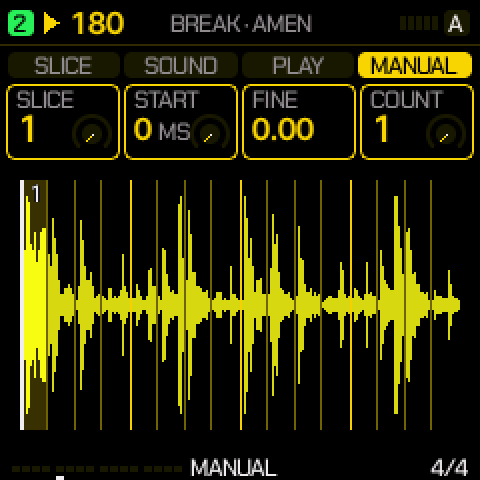 2 180 BREAK·AMEN A
SLICE SOUND PLAY MANUAL
SLICE START FINE COUNT
1 0 MS 0.00 1
1
MANUAL 4/4